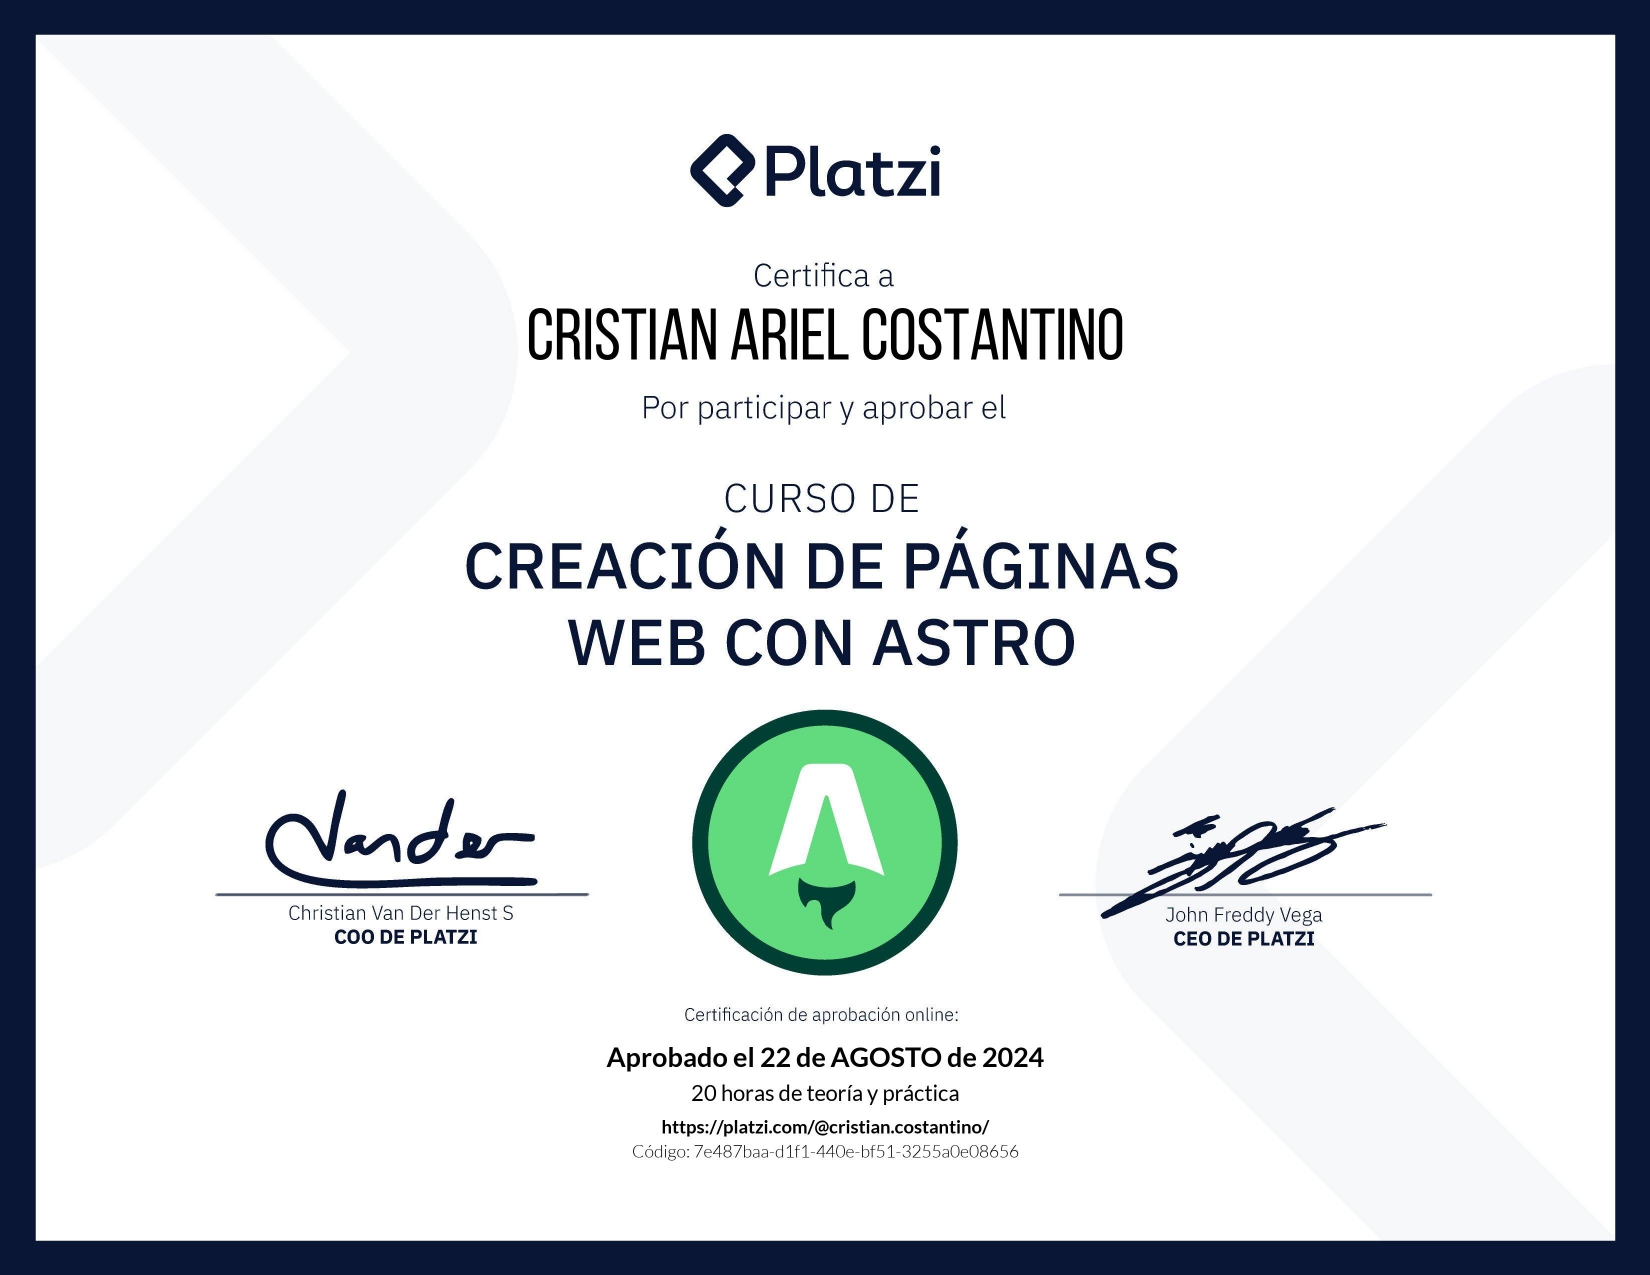 Platzi
Certifica a
CRISTIAN ARIEL COSTANTINO
Por participar y aprobar el
CURSO DE
CREACIÓN DE PÁGINAS
WEB CON ASTRO
Vander
Christian Van Der Henst S
COO DE PLATZI
John Freddy Vega
CEO DE PLATZI
Certificación de aprobación online:
Aprobado el 22 de AGOSTO de 2024
20 horas de teoría y práctica
https://platzi.com/@cristian.costantino/
Código: 7e487baa-d1f1-440e-bf51-3255a0e08656